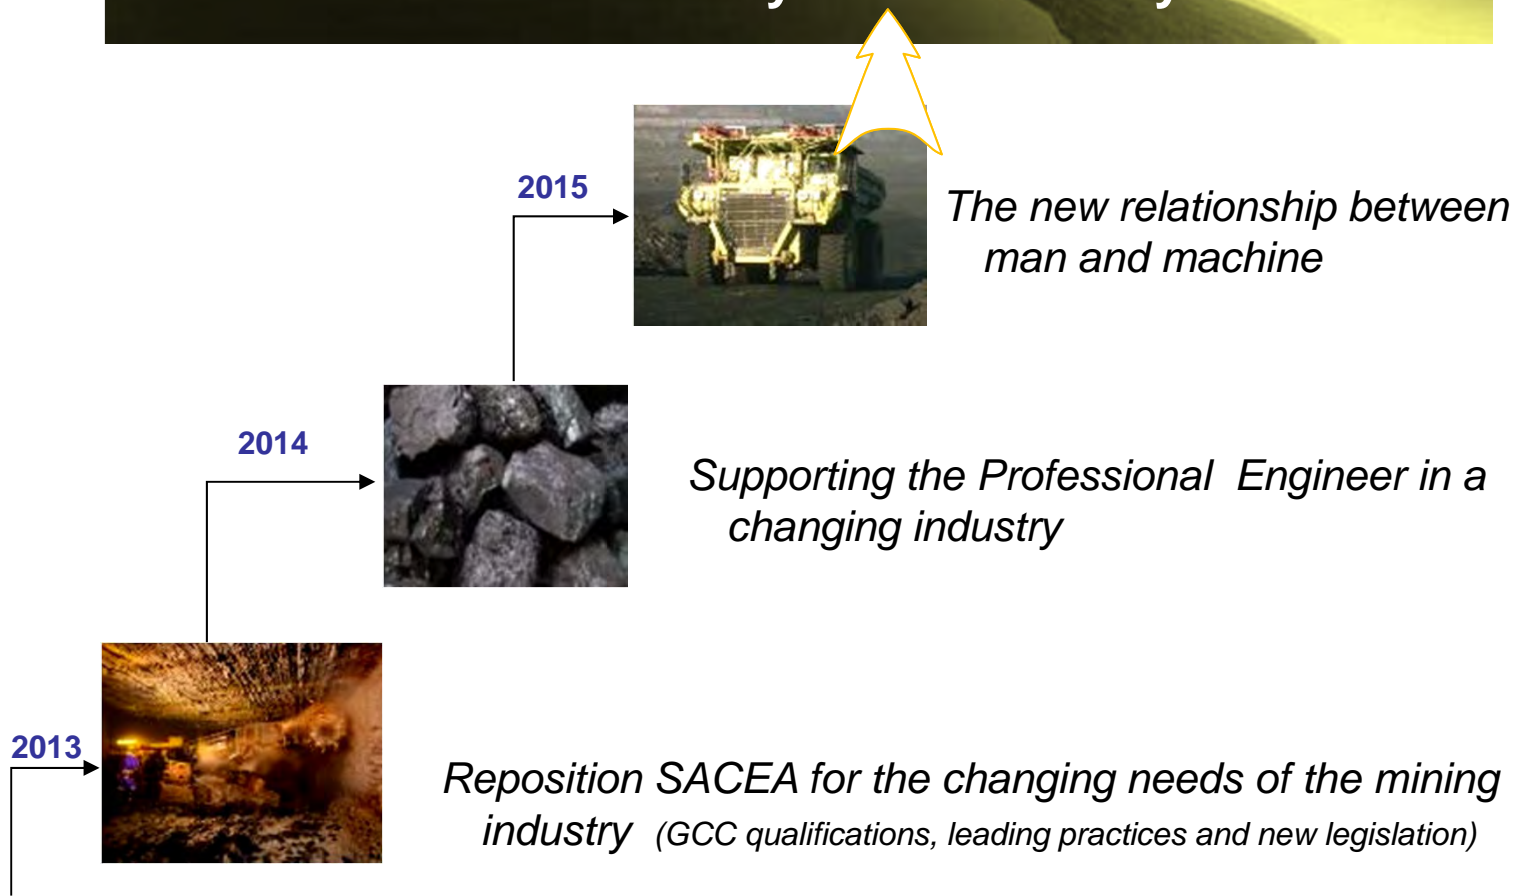 2015
The new relationship between
man and machine
2014
Supporting the Professional Engineer in a
changing industry
2013
Reposition SACEA for the changing needs of the mining
industry (GCC qualifications, leading practices and new legislation)